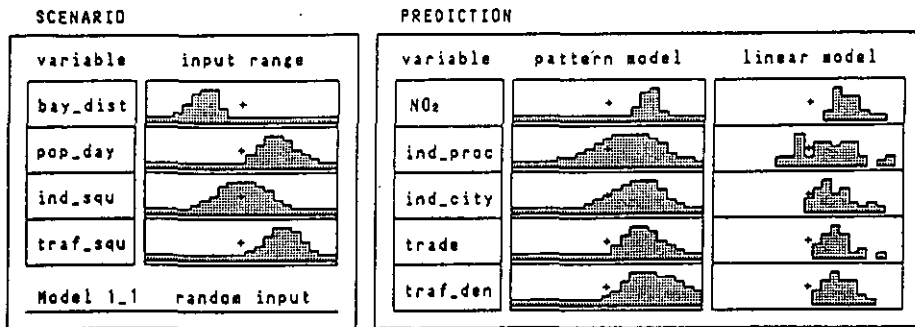 SCENARIO
variable input range
bay_dist
pop_day
ind_squ
traf_squ
Model 1_1 random input
PREDICTION
variable pattern model linear model
NO₂
ind_proc
ind_city
trade
traf_den